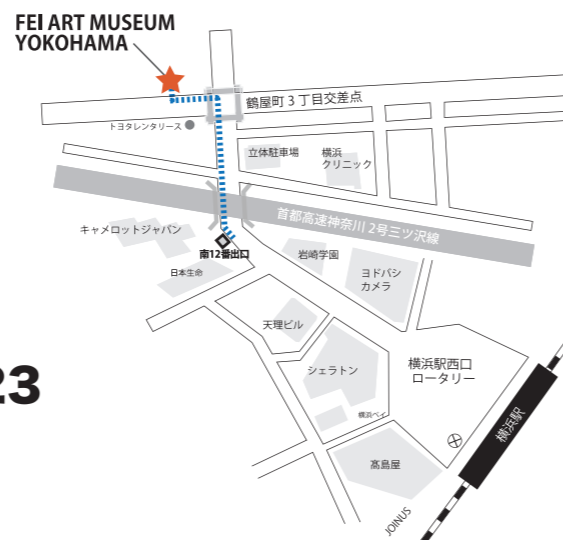 FEI ART MUSEUM
YOKOHAMA
鶴屋町 3 丁目交差点
トヨタレンタリース
立体駐車場
横浜
クリニック
首都高速神奈川 2号三ツ沢線
キャメロットジャパン
南12番出口
岩崎学園
日本生命
ヨドバシ
カメラ
天理ビル
23
シェラトン
横浜駅西口
ロータリー
横浜ベイ
横浜駅
髙島屋
JOINUS